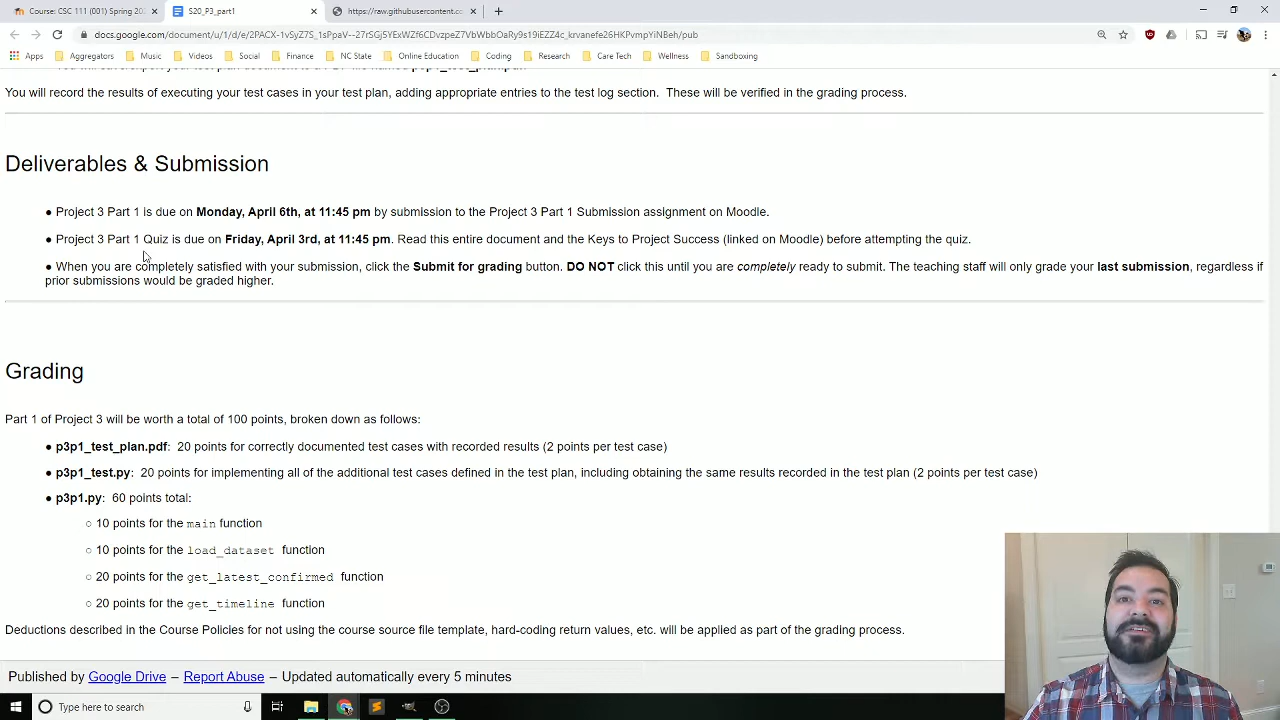 Course: CSC 111 (001) Spring 202
S20_P3_part1
https://raw.githubusercontent.co
docs.google.com/document/u/1/d/e/
Apps Aggregators Music Videos Social Finance NC State Online Education Coding Research Care Tech Wellness Sandboxing
You will record the results of executing your test cases in your test plan, adding appropriate entries to the test log section. These will be verified in the grading process.
Deliverables & Submission
● Project 3 Part 1 is due on Monday, April 6th, at 11:45 pm by submission to the Project 3 Part 1 Submission assignment on Moodle.
● Project 3 Part 1 Quiz is due on Friday, April 3rd, at 11:45 pm. Read this entire document and the Keys to Project Success (linked on Moodle) before attempting the quiz.
● When you are completely satisfied with your submission, click the Submit for grading button. DO NOT click this until you are completely ready to submit. The teaching staff will only grade your last submission, regardless if
prior submissions would be graded higher.
Grading
Part 1 of Project 3 will be worth a total of 100 points, broken down as follows:
● p3p1_test_plan.pdf: 20 points for correctly documented test cases with recorded results (2 points per test case)
● p3p1_test.py: 20 points for implementing all of the additional test cases defined in the test plan, including obtaining the same results recorded in the test plan (2 points per test case)
● p3p1.py: 60 points total:
○ 10 points for the main function
○ 10 points for the load_dataset function
○ 20 points for the get_latest_confirmed function
○ 20 points for the get_timeline function
Deductions described in the Course Policies for not using the course source file template, hard-coding return values, etc. will be applied as part of the grading process.
Published by Google Drive – Report Abuse – Updated automatically every 5 minutes
Type here to search